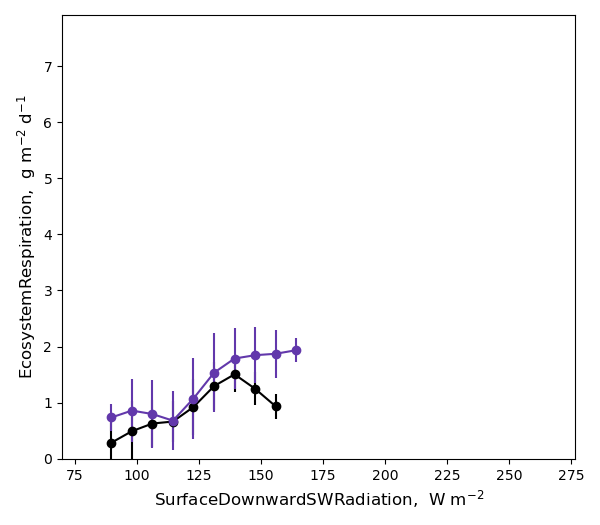 7
6
5
4
3
2
1
0
75 100 125 150 175 200 225 250 275
EcosystemRespiration,  g m⁻² d⁻¹
SurfaceDownwardSWRadiation,  W m⁻²